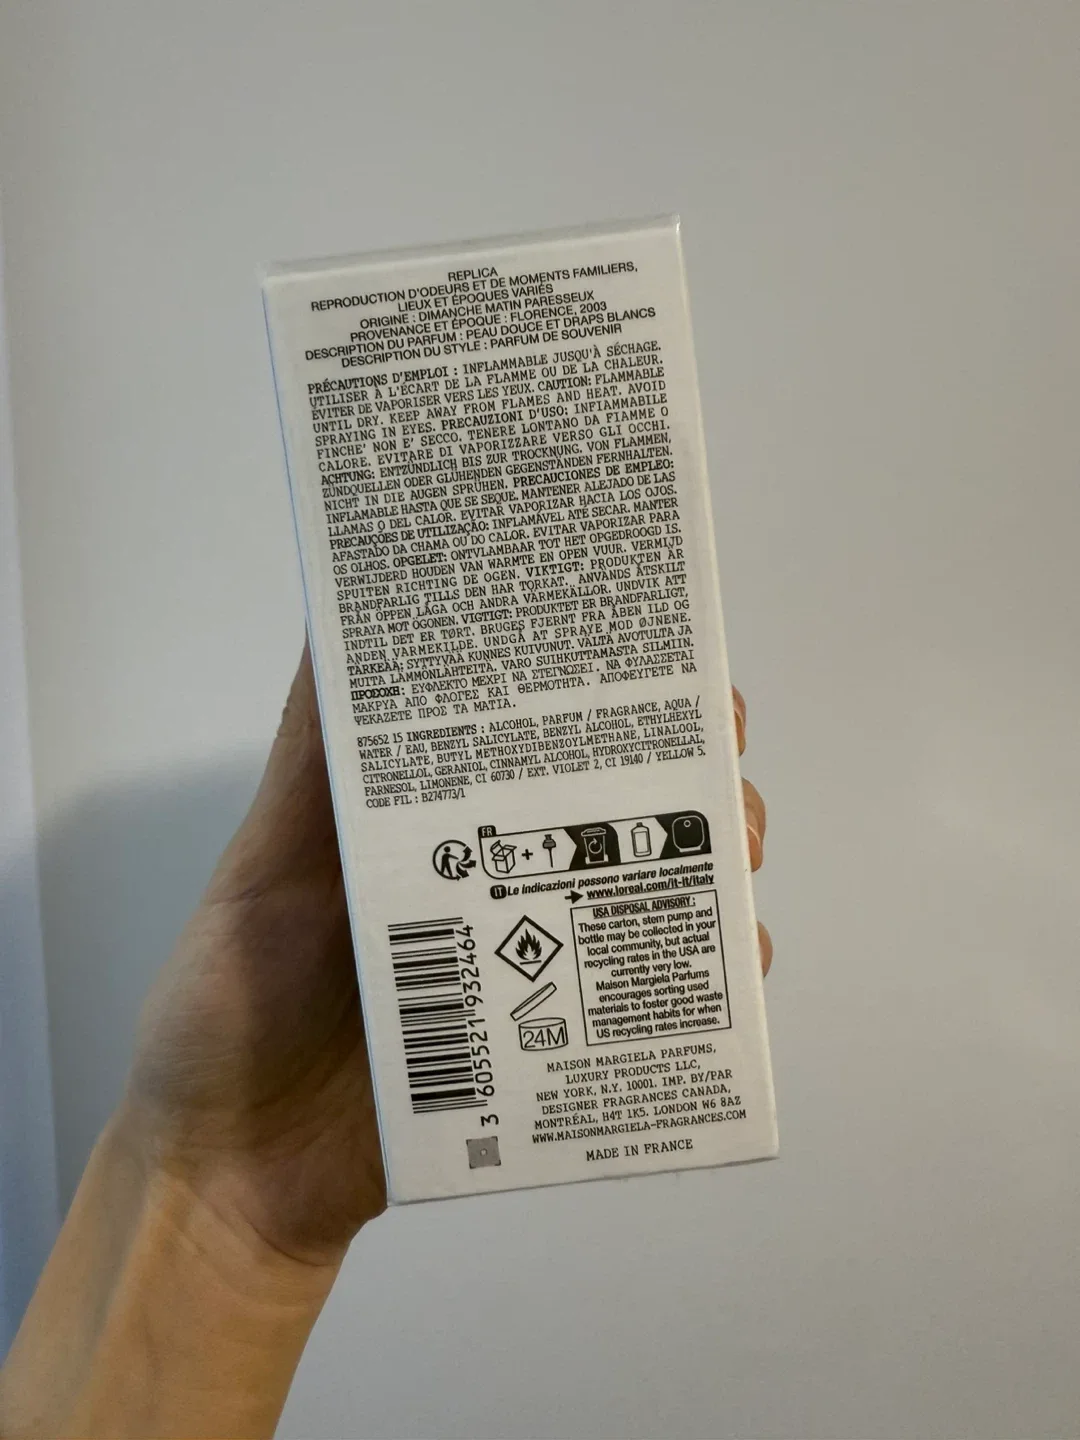 REPLICA
REPRODUCTION D'ODEURS ET DE MOMENTS FAMILIERS,
LIEUX ET ÉPOQUES VARIÉS
ORIGINE : DIMANCHE MATIN PARESSEUX
PROVENANCE ET ÉPOQUE : FLORENCE, 2003
DESCRIPTION DU PARFUM : PEAU DOUCE ET DRAPS BLANCS
DESCRIPTION DU STYLE : PARFUM DE SOUVENIR
PRÉCAUTIONS D'EMPLOI : INFLAMMABLE JUSQU'À SÉCHAGE.
UTILISER À L'ÉCART DE LA FLAMME OU DE LA CHALEUR.
ÉVITER DE VAPORISER VERS LES YEUX. CAUTION: FLAMMABLE
UNTIL DRY. KEEP AWAY FROM FLAMES AND HEAT. AVOID
SPRAYING IN EYES. PRECAUZIONI D'USO: INFIAMMABILE
FINCHE' NON E' SECCO. TENERE LONTANO DA FIAMME O
CALORE. EVITARE DI VAPORIZZARE VERSO GLI OCCHI.
ACHTUNG: ENTZÜNDLICH BIS ZUR TROCKNUNG. VON FLAMMEN,
ZÜNDQUELLEN ODER GLÜHENDEN GEGENSTÄNDEN FERNHALTEN.
NICHT IN DIE AUGEN SPRÜHEN. PRECAUCIONES DE EMPLEO:
INFLAMABLE HASTA QUE SE SEQUE. MANTENER ALEJADO DE LAS
LLAMAS O DEL CALOR. EVITAR VAPORIZAR HACIA LOS OJOS.
PRECAUÇÕES DE UTILIZAÇÃO: INFLAMÁVEL ATÉ SECAR. MANTER
AFASTADO DA CHAMA OU DO CALOR. EVITAR VAPORIZAR PARA
OS OLHOS. OPGELET: ONTVLAMBAAR TOT HET OPGEDROOGD IS.
VERWIJDERD HOUDEN VAN WARMTE EN OPEN VUUR. VERMIJD
SPUITEN RICHTING DE OGEN. VIKTIGT: PRODUKTEN ÄR
BRANDFARLIG TILLS DEN HAR TORKAT. ANVÄNDS ÅTSKILT
FRÅN ÖPPEN LÅGA OCH ANDRA VÄRMEKÄLLOR. UNDVIK ATT
SPRAYA MOT ÖGONEN. VIGTIGT: PRODUKTET ER BRANDFARLIGT,
INDTIL DET ER TØRT. BRUGES FJERNT FRA ÅBEN ILD OG
ANDEN VARMEKILDE. UNDGÅ AT SPRAYE MOD ØJNENE.
TÄRKEÄÄ: SYTTYVÄÄ KUNNES KUIVUNUT. VÄLTÄ AVOTULTA JA
MUITA LÄMMÖNLÄHTEITA. VARO SUIHKUTTAMASTA SILMIIN.
ΠΡΟΣΟΧΗ: ΕΥΦΛΕΚΤΟ ΜΕΧΡΙ ΝΑ ΣΤΕΓΝΩΣΕΙ. ΝΑ ΦΥΛΑΣΣΕΤΑΙ
ΜΑΚΡΥΑ ΑΠΟ ΦΛΟΓΕΣ ΚΑΙ ΘΕΡΜΟΤΗΤΑ. ΑΠΟΦΕΥΓΕΤΕ ΝΑ
ΨΕΚΑΖΕΤΕ ΠΡΟΣ ΤΑ ΜΑΤΙΑ.
875652 15 INGREDIENTS : ALCOHOL, PARFUM / FRAGRANCE, AQUA /
WATER / EAU, BENZYL SALICYLATE, BENZYL ALCOHOL, ETHYLHEXYL
SALICYLATE, BUTYL METHOXYDIBENZOYLMETHANE, LINALOOL,
CITRONELLOL, GERANIOL, CINNAMYL ALCOHOL, HYDROXYCITRONELLAL,
FARNESOL, LIMONENE, CI 60730 / EXT. VIOLET 2, CI 19140 / YELLOW 5.
CODE FIL : B274773/1
FR
+
IT Le indicazioni possono variare localmente
www.loreal.com/it-it/italy
USA DISPOSAL ADVISORY :
These carton, stem pump and
bottle may be collected in your
local community, but actual
recycling rates in the USA are
currently very low.
Maison Margiela Parfums
encourages sorting used
materials to foster good waste
management habits for when
US recycling rates increase.
24M
3 605521 932464
MAISON MARGIELA PARFUMS,
LUXURY PRODUCTS LLC,
NEW YORK, N.Y. 10001. IMP. BY/PAR
DESIGNER FRAGRANCES CANADA,
MONTRÉAL, H4T 1K5. LONDON W6 8AZ
WWW.MAISONMARGIELA-FRAGRANCES.COM
MADE IN FRANCE